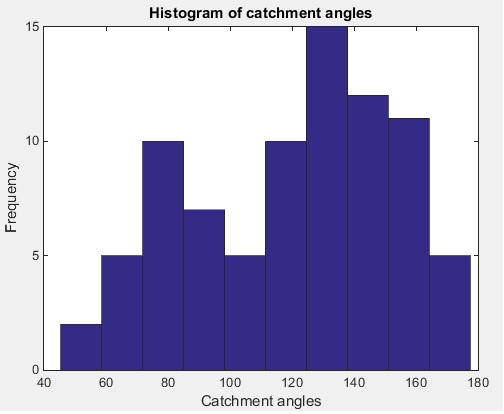 Histogram of catchment angles
15
10
5
0
Frequency
40 60 80 100 120 140 160 180
Catchment angles